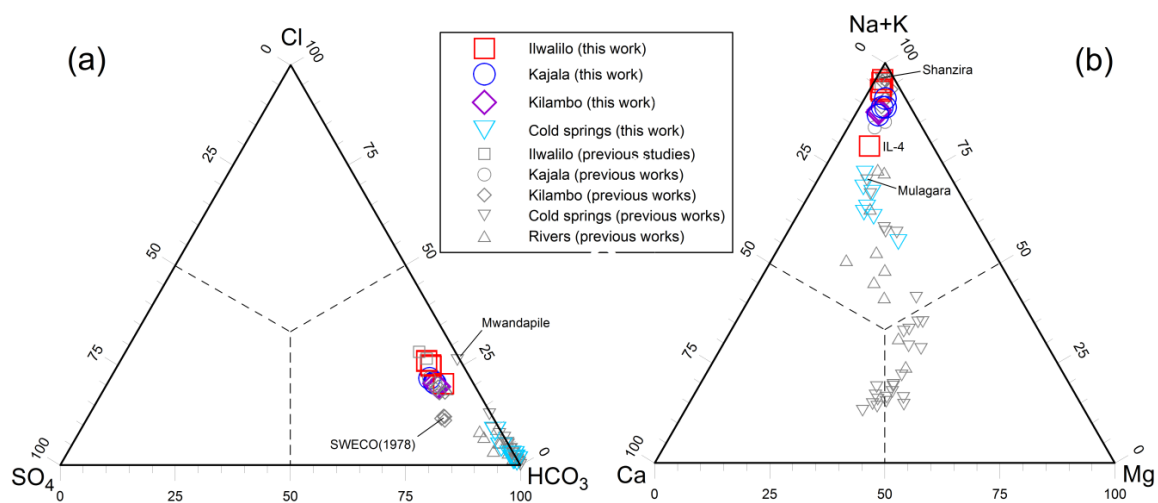 (a)
Cl
0
100
25
75
50
50
75
25
100
0
SO4
HCO3
0
25
50
75
100
Mwandapile
SWECO(1978)
Ilwalilo (this work)
Kajala (this work)
Kilambo (this work)
Cold springs (this work)
Ilwalilo (previous studies)
Kajala (previous works)
Kilambo (previous works)
Cold springs (previous works)
Rivers (previous works)
(b)
Na+K
0
100
Shanzira
25
75
IL-4
Mulagara
50
50
75
25
100
0
Ca
Mg
0
25
50
75
100